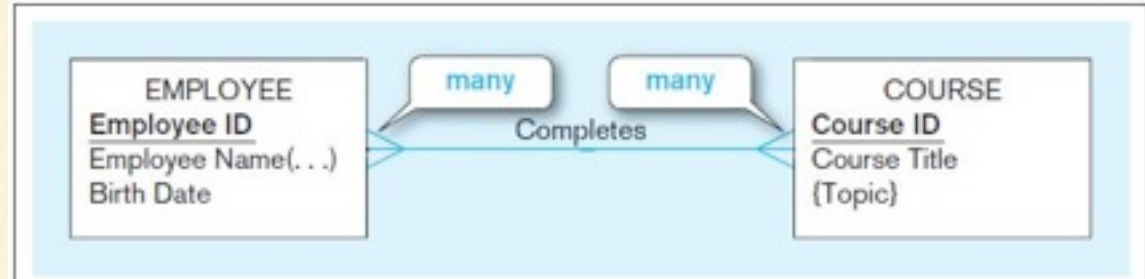 EMPLOYEE
Employee ID
Employee Name(. . .)
Birth Date
many
many
Completes
COURSE
Course ID
Course Title
{Topic}